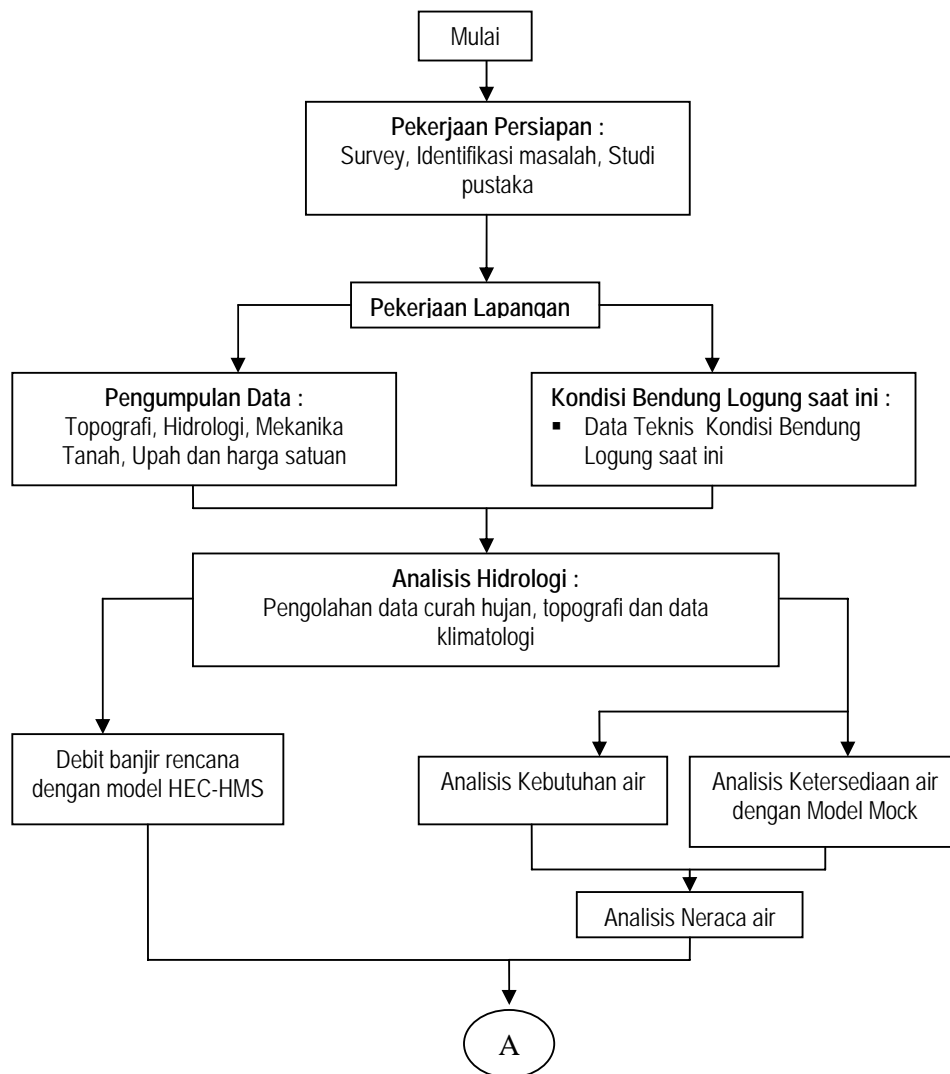 Mulai
Pekerjaan Persiapan :
Survey, Identifikasi masalah, Studi
pustaka
Pekerjaan Lapangan
Pengumpulan Data :
Topografi, Hidrologi, Mekanika
Tanah, Upah dan harga satuan
Kondisi Bendung Logung saat ini :
▪ Data Teknis Kondisi Bendung
Logung saat ini
Analisis Hidrologi :
Pengolahan data curah hujan, topografi dan data
klimatologi
Debit banjir rencana
dengan model HEC-HMS
Analisis Kebutuhan air
Analisis Ketersediaan air
dengan Model Mock
Analisis Neraca air
A